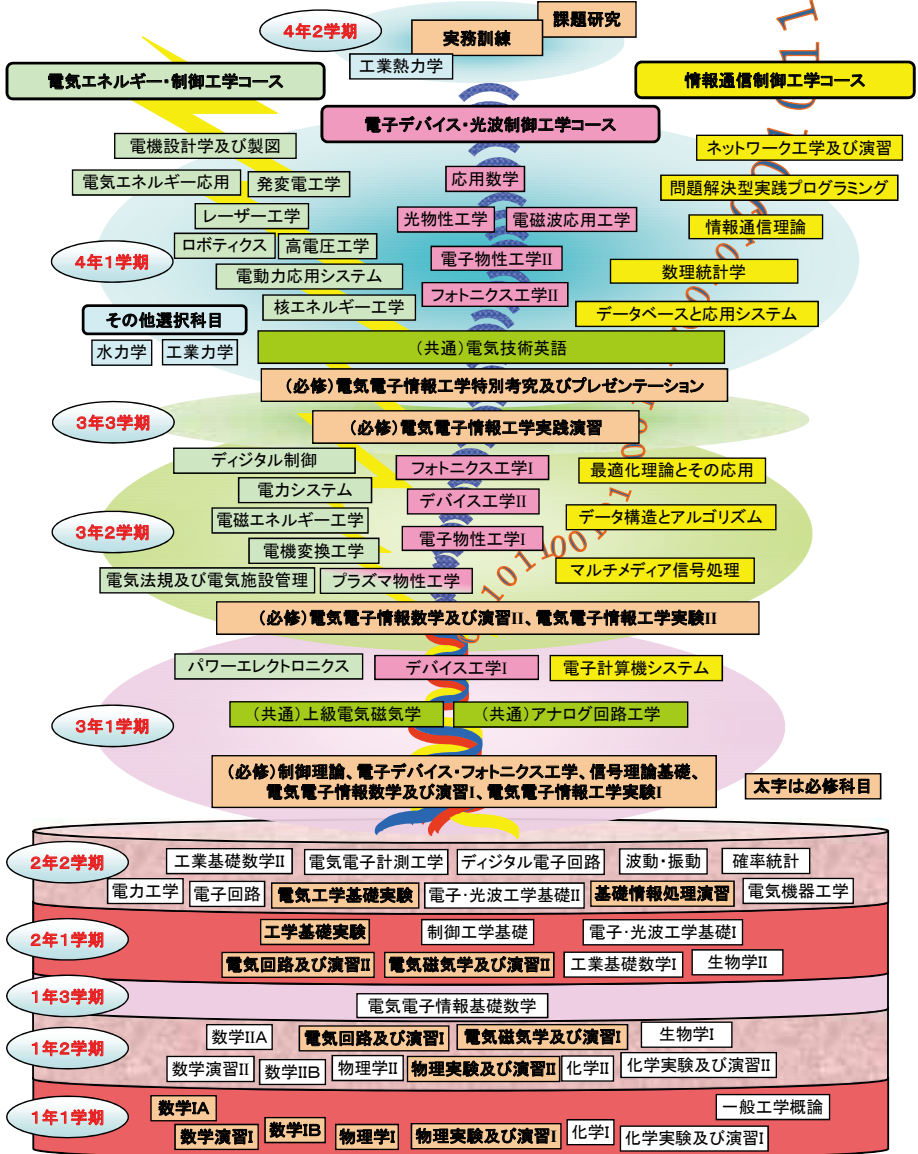 課題研究
4年2学期
実務訓練
工業熱力学
電気エネルギー・制御工学コース
情報通信制御工学コース
電子デバイス・光波制御工学コース
電機設計学及び製図
ネットワーク工学及び演習
電気エネルギー応用
発変電工学
応用数学
問題解決型実践プログラミング
レーザー工学
光物性工学
電磁波応用工学
情報通信理論
ロボティクス
高電圧工学
電子物性工学II
4年1学期
電動力応用システム
数理統計学
核エネルギー工学
フォトニクス工学II
データベースと応用システム
その他選択科目
水力学
工業力学
(共通)電気技術英語
(必修)電気電子情報工学特別考究及びプレゼンテーション
3年3学期
(必修)電気電子情報工学実践演習
ディジタル制御
フォトニクス工学I
最適化理論とその応用
電力システム
デバイス工学II
電磁エネルギー工学
データ構造とアルゴリズム
3年2学期
電機変換工学
電子物性工学I
電気法規及び電気施設管理
プラズマ物性工学
マルチメディア信号処理
(必修)電気電子情報数学及び演習II、電気電子情報工学実験II
パワーエレクトロニクス
デバイス工学I
電子計算機システム
3年1学期
(共通)上級電気磁気学
(共通)アナログ回路工学
(必修)制御理論、電子デバイス・フォトニクス工学、信号理論基礎、
電気電子情報数学及び演習I、電気電子情報工学実験I
太字は必修科目
2年2学期
工業基礎数学II
電気電子計測工学
ディジタル電子回路
波動・振動
確率統計
電力工学
電子回路
電気工学基礎実験
電子・光波工学基礎II
基礎情報処理演習
電気機器工学
2年1学期
工学基礎実験
制御工学基礎
電子・光波工学基礎I
電気回路及び演習II
電気磁気学及び演習II
工業基礎数学I
生物学II
1年3学期
電気電子情報基礎数学
1年2学期
数学IIA
電気回路及び演習I
電気磁気学及び演習I
生物学I
数学演習II
数学IIB
物理学II
物理実験及び演習II
化学II
化学実験及び演習II
1年1学期
数学IA
一般工学概論
数学演習I
数学IB
物理学I
物理実験及び演習I
化学I
化学実験及び演習I